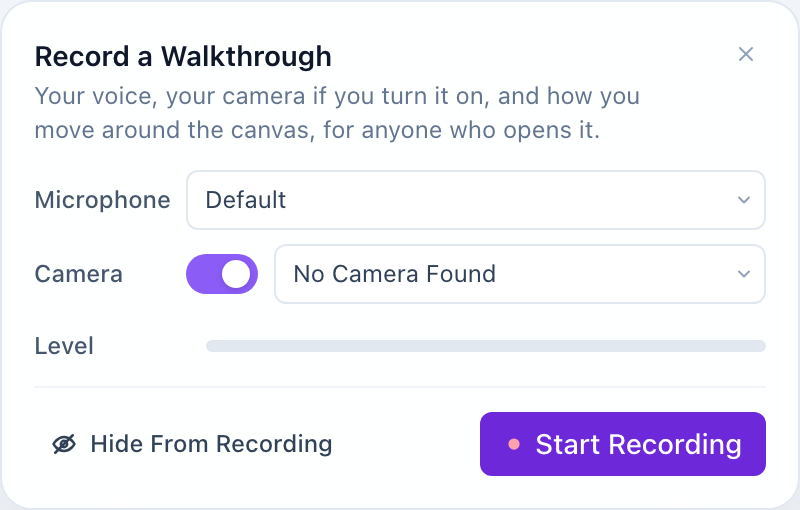 Record a Walkthrough
Your voice, your camera if you turn it on, and how you
move around the canvas, for anyone who opens it.
Microphone
Default
Camera
No Camera Found
Level
Hide From Recording
Start Recording